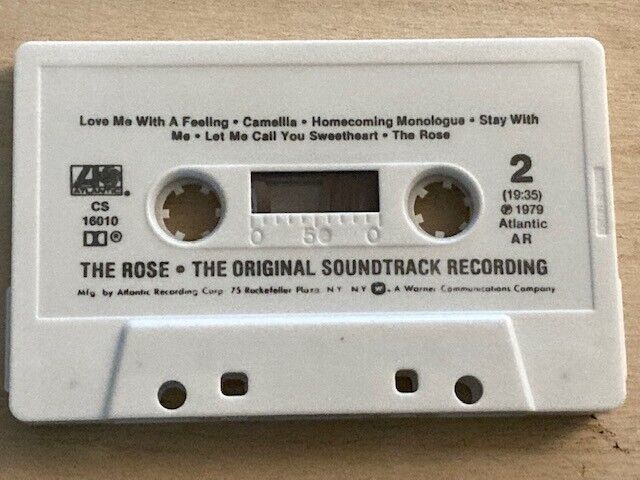 Love Me With A Feeling • Camellia • Homecoming Monologue • Stay With
Me • Let Me Call You Sweetheart • The Rose
ATLANTIC
CS
16010
2
(19:35)
℗ 1979
Atlantic
AR
0 50 0
THE ROSE • THE ORIGINAL SOUNDTRACK RECORDING
Mfg. by Atlantic Recording Corp. 75 Rockefeller Plaza. N.Y. N.Y. W. A Warner Communications Company